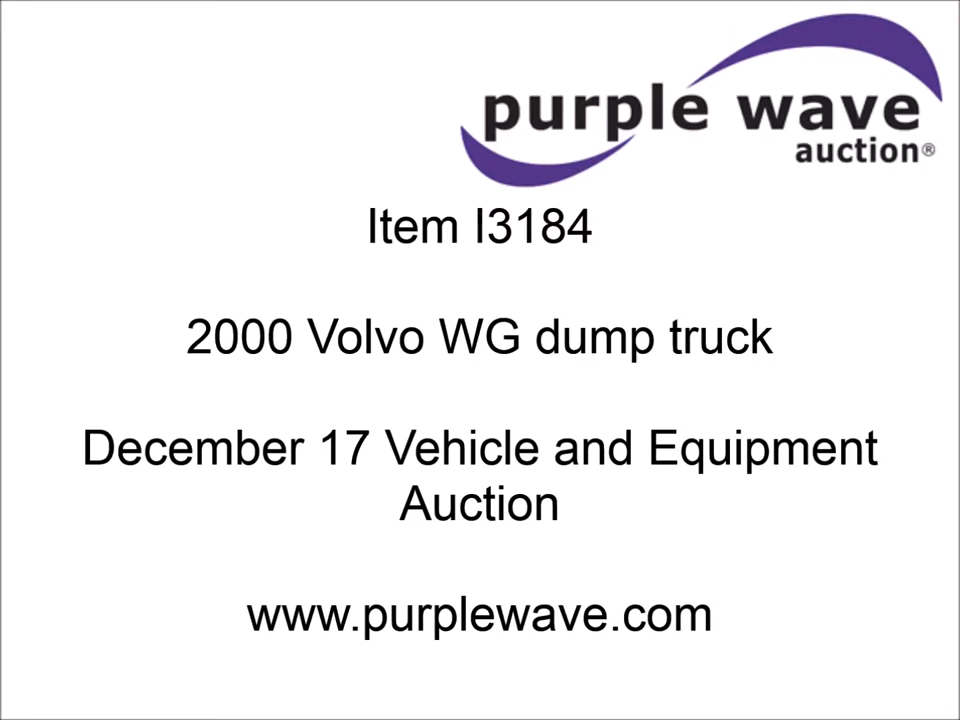 purple wave
auction®
Item I3184
2000 Volvo WG dump truck
December 17 Vehicle and Equipment
Auction
www.purplewave.com